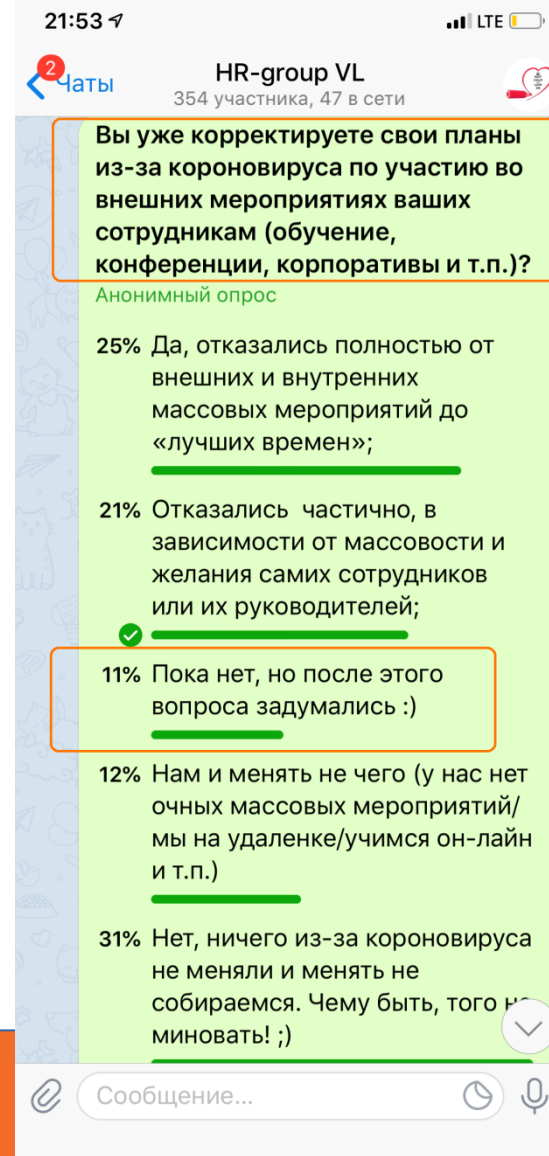 21:53
LTE
2
Чаты
HR-group VL
354 участника, 47 в сети
Вы уже корректируете свои планы
из-за короновируса по участию во
внешних мероприятиях ваших
сотрудникам (обучение,
конференции, корпоративы и т.п.)?
Анонимный опрос
25% Да, отказались полностью от
внешних и внутренних
массовых мероприятий до
«лучших времен»;
21% Отказались частично, в
зависимости от массовости и
желания самих сотрудников
или их руководителей;
11% Пока нет, но после этого
вопроса задумались :)
12% Нам и менять не чего (у нас нет
очных массовых мероприятий/
мы на удаленке/учимся он-лайн
и т.п.)
31% Нет, ничего из-за короновируса
не меняли и менять не
собираемся. Чему быть, того не
миновать! ;)
Сообщение...